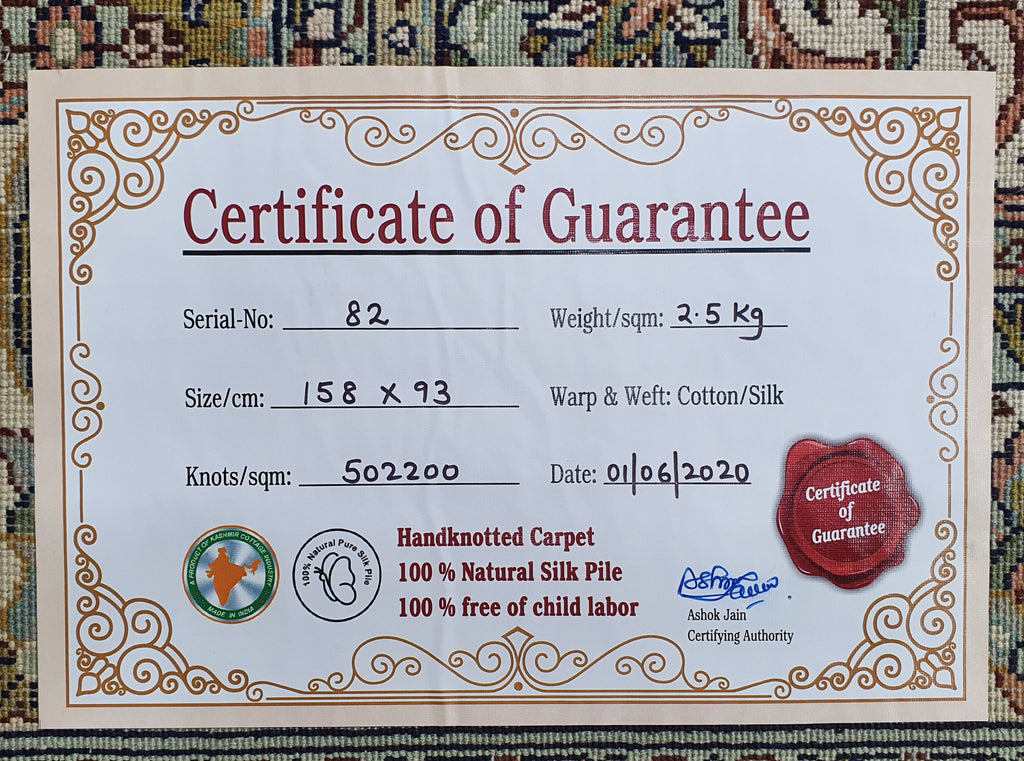 Certificate of Guarantee
Serial-No: 82
Weight/sqm: 2.5 Kg
Size/cm: 158 x 93
Warp & Weft: Cotton/Silk
Knots/sqm: 502200
Date: 01/06/2020
Certificate
of
Guarantee
A PRODUCT OF KASHMIR COTTAGE INDUSTRY
MADE IN INDIA
100% Natural Pure Silk Pile
Handknotted Carpet
100 % Natural Silk Pile
100 % free of child labor
Ashok Jain
Certifying Authority